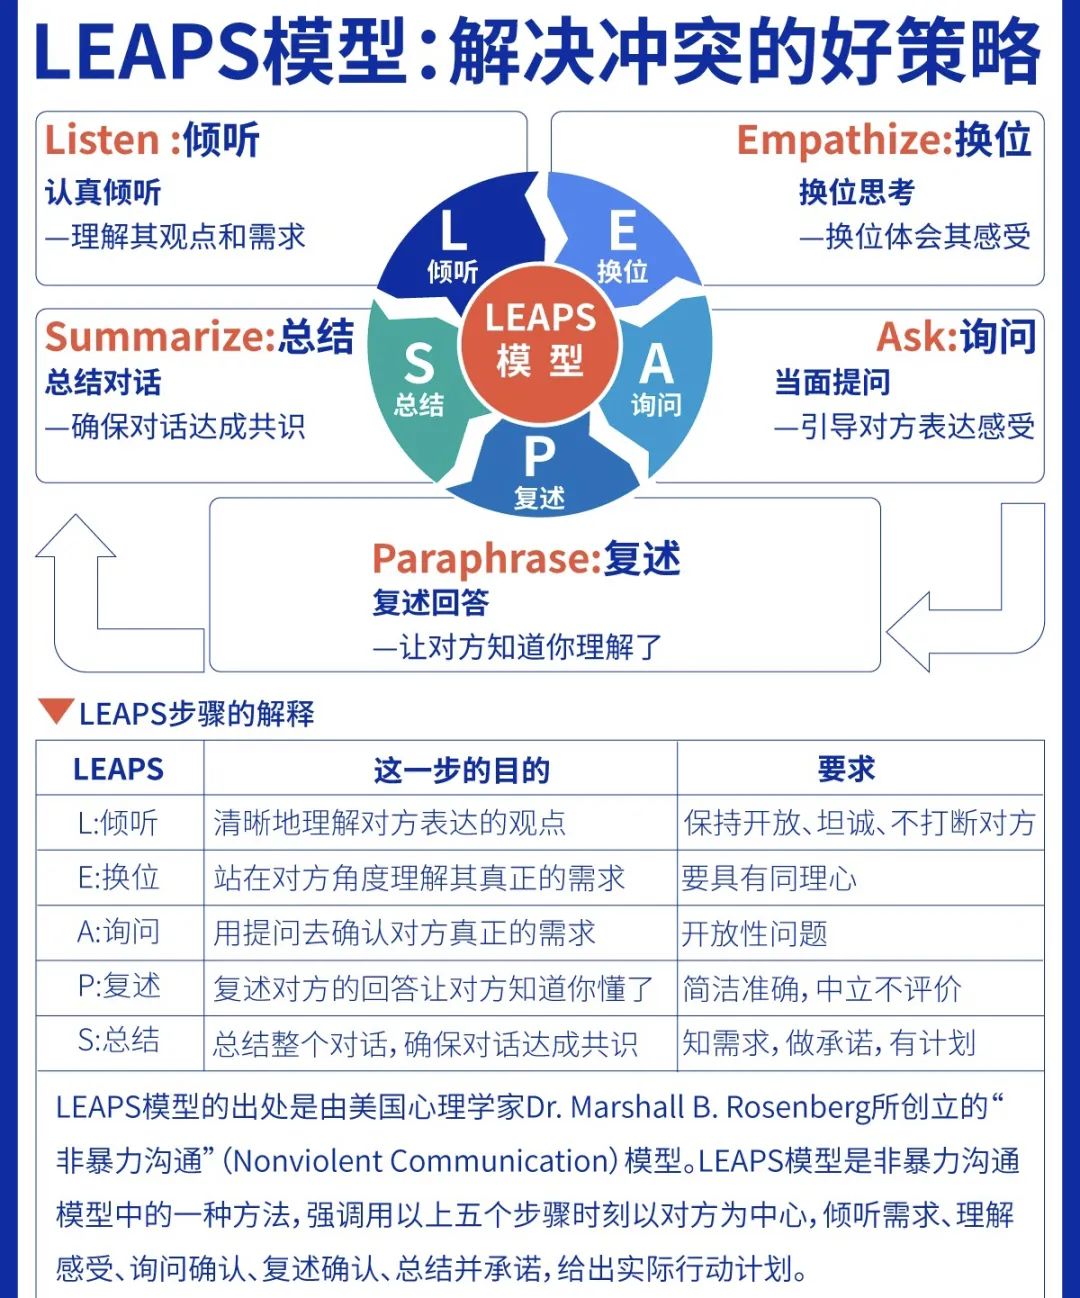 LEAPS模型:解决冲突的好策略
Listen :倾听
认真倾听
—理解其观点和需求
Empathize:换位
换位思考
—换位体会其感受
L
倾听
E
换位
LEAPS
模 型
S
总结
A
询问
P
复述
Summarize:总结
总结对话
—确保对话达成共识
Ask:询问
当面提问
—引导对方表达感受
Paraphrase:复述
复述回答
—让对方知道你理解了
LEAPS步骤的解释
LEAPS 这一步的目的 要求
L:倾听 清晰地理解对方表达的观点 保持开放、坦诚、不打断对方
E:换位 站在对方角度理解其真正的需求 要具有同理心
A:询问 用提问去确认对方真正的需求 开放性问题
P:复述 复述对方的回答让对方知道你懂了 简洁准确,中立不评价
S:总结 总结整个对话,确保对话达成共识 知需求,做承诺,有计划
LEAPS模型的出处是由美国心理学家Dr. Marshall B. Rosenberg所创立的“
非暴力沟通”（Nonviolent Communication）模型。LEAPS模型是非暴力沟通
模型中的一种方法,强调用以上五个步骤时刻以对方为中心,倾听需求、理解
感受、询问确认、复述确认、总结并承诺,给出实际行动计划。